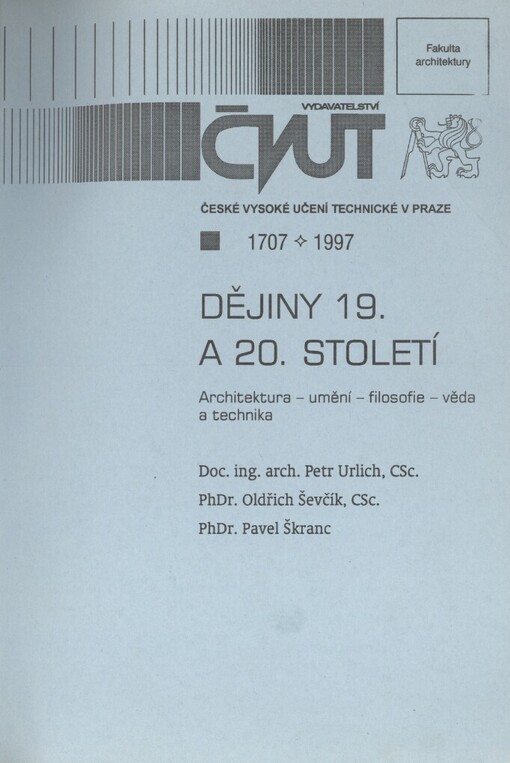 Fakulta
architektury
VYDAVATELSTVÍ
ČVUT
ČESKÉ VYSOKÉ UČENÍ TECHNICKÉ V PRAZE
1707 ✧ 1997
DĚJINY 19.
A 20. STOLETÍ
Architektura – umění – filosofie – věda
a technika
Doc. ing. arch. Petr Urlich, CSc.
PhDr. Oldřich Ševčík, CSc.
PhDr. Pavel Škranc